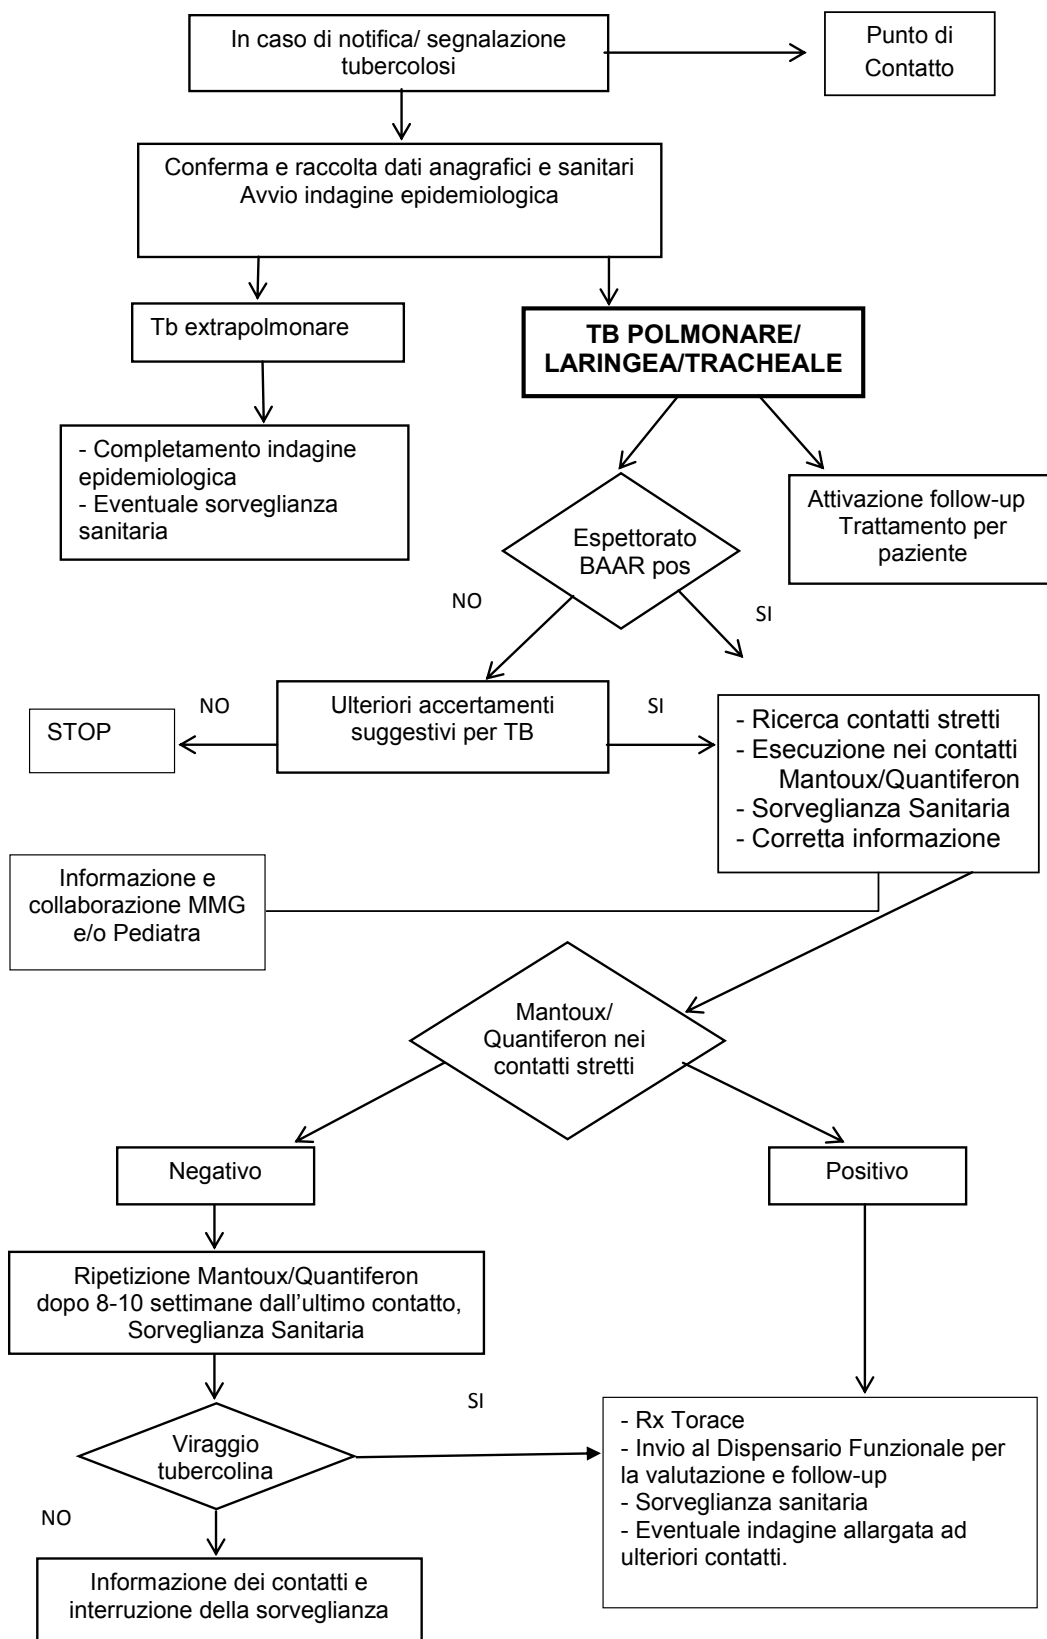 In caso di notifica/ segnalazione
tubercolosi
Punto di
Contatto
Conferma e raccolta dati anagrafici e sanitari
Avvio indagine epidemiologica
Tb extrapolmonare
TB POLMONARE/
LARINGEA/TRACHEALE
- Completamento indagine
epidemiologica
- Eventuale sorveglianza
sanitaria
Espettorato
BAAR pos
Attivazione follow-up
Trattamento per
paziente
NO
SI
STOP
NO
Ulteriori accertamenti
suggestivi per TB
SI
- Ricerca contatti stretti
- Esecuzione nei contatti
Mantoux/Quantiferon
- Sorveglianza Sanitaria
- Corretta informazione
Informazione e
collaborazione MMG
e/o Pediatra
Mantoux/
Quantiferon nei
contatti stretti
Negativo
Positivo
Ripetizione Mantoux/Quantiferon
dopo 8-10 settimane dall'ultimo contatto,
Sorveglianza Sanitaria
SI
Viraggio
tubercolina
- Rx Torace
- Invio al Dispensario Funzionale per
la valutazione e follow-up
- Sorveglianza sanitaria
- Eventuale indagine allargata ad
ulteriori contatti.
NO
Informazione dei contatti e
interruzione della sorveglianza